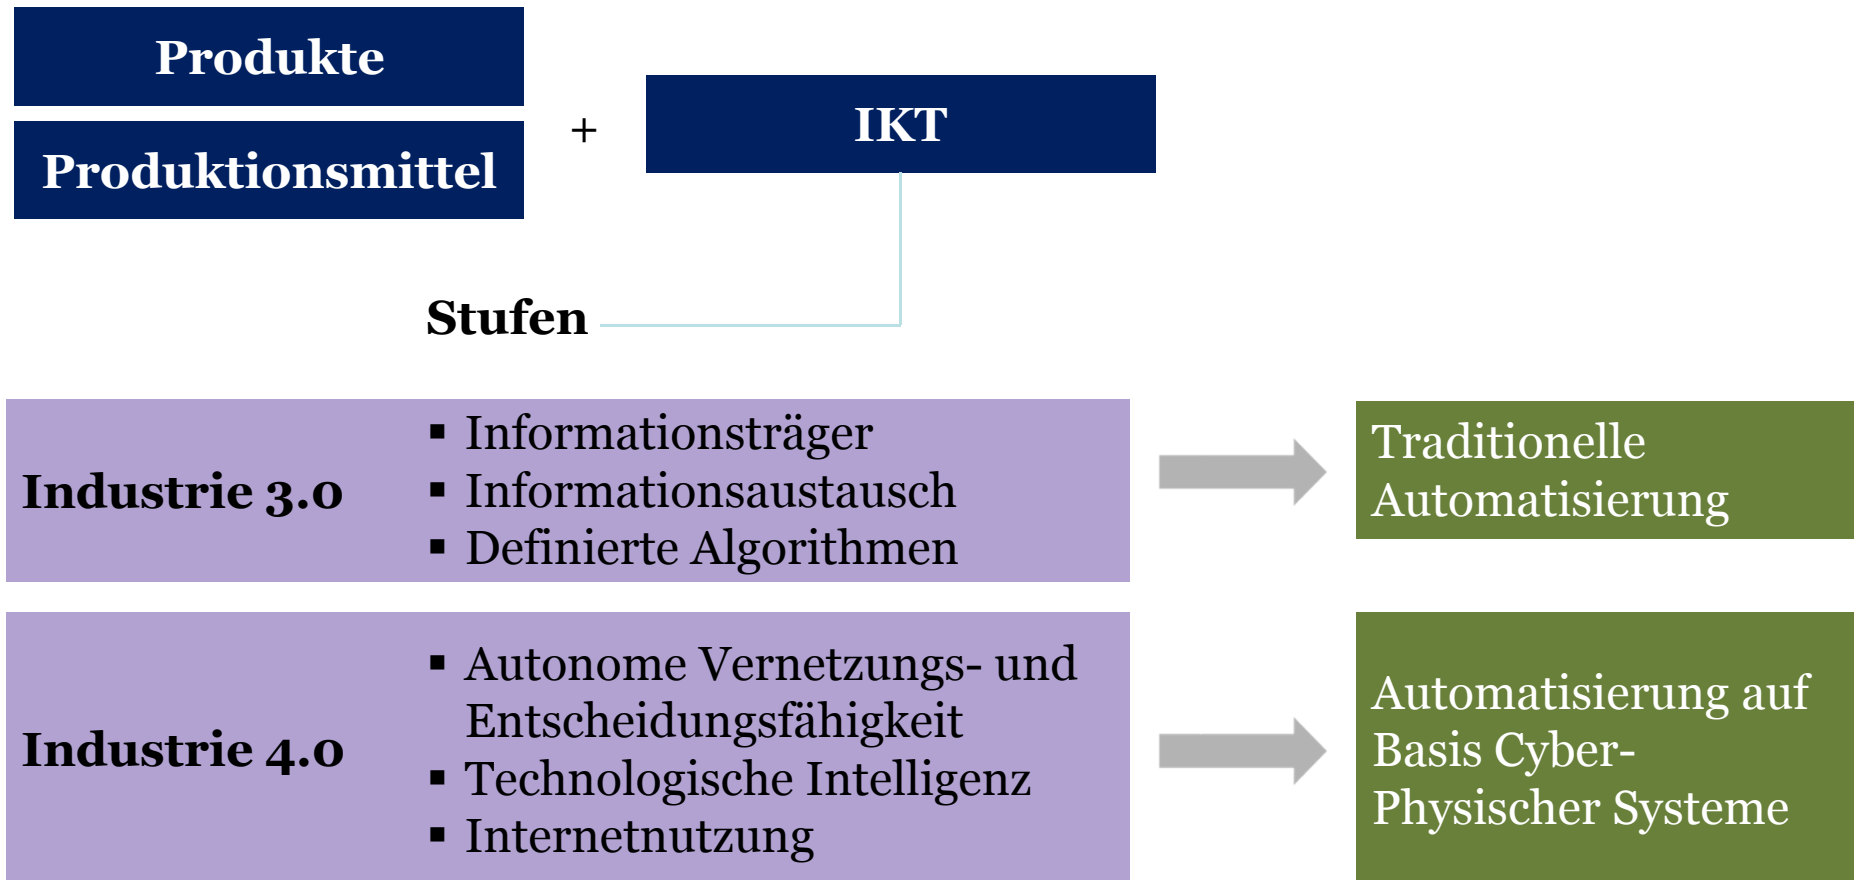 Produkte
Produktionsmittel
+
IKT
Stufen
Industrie 3.0
▪ Informationsträger
▪ Informationsaustausch
▪ Definierte Algorithmen
Traditionelle
Automatisierung
Industrie 4.0
▪ Autonome Vernetzungs- und
Entscheidungsfähigkeit
▪ Technologische Intelligenz
▪ Internetnutzung
Automatisierung auf
Basis Cyber-
Physischer Systeme